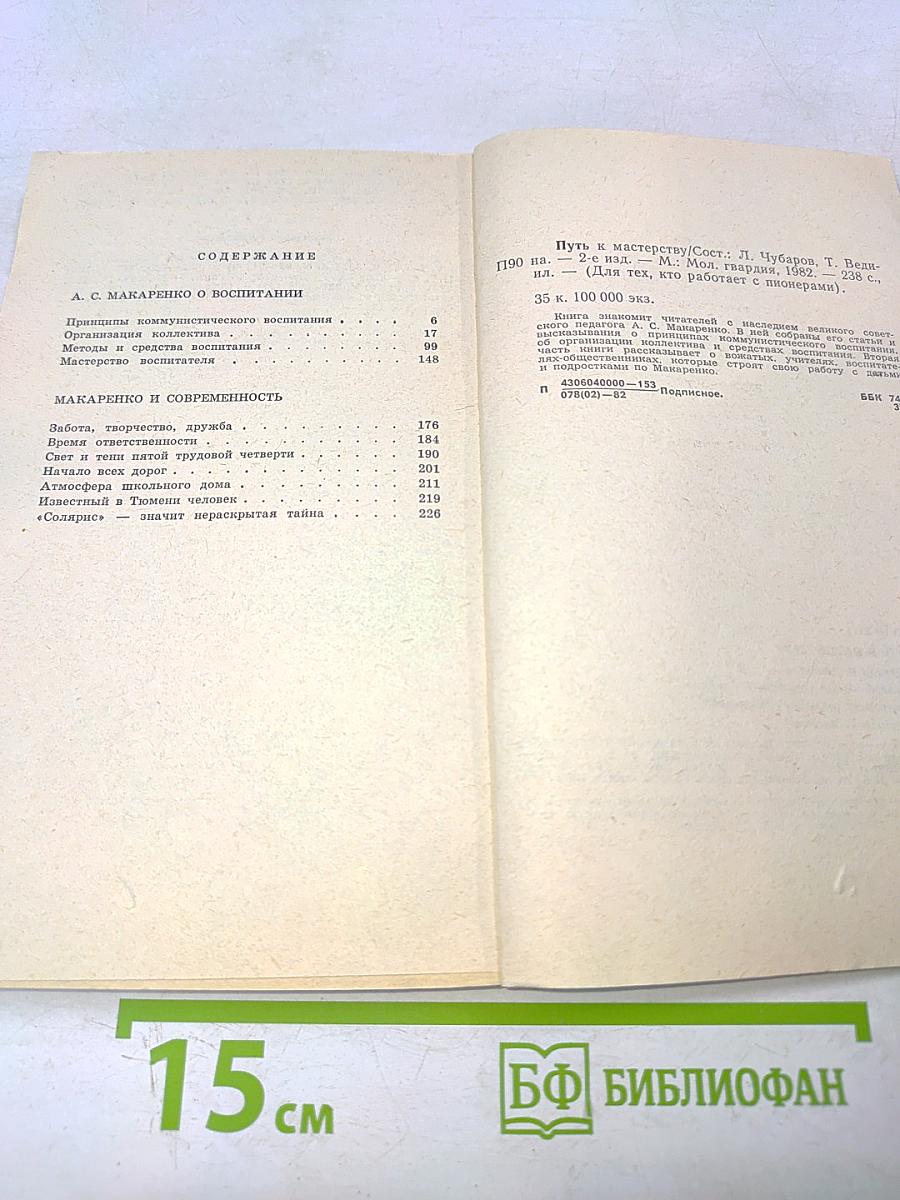 СОДЕРЖАНИЕ
А. С. МАКАРЕНКО О ВОСПИТАНИИ
Принципы коммунистического воспитания . . . . 6
Организация коллектива . . . . . . . . . 17
Методы и средства воспитания . . . . . . . 99
Мастерство воспитателя . . . . . . . . . 148
МАКАРЕНКО И СОВРЕМЕННОСТЬ
Забота, творчество, дружба . . . . . . . . 176
Время ответственности . . . . . . . . . . 184
Свет и тени пятой трудовой четверти . . . . . 190
Начало всех дорог . . . . . . . . . . . . 201
Атмосфера школьного дома . . . . . . . . 211
Известный в Тюмени человек . . . . . . . . 219
«Солярис» — значит нераскрытая тайна . . . . 226
Путь к мастерству/Сост.: Л. Чубаров, Т. Веди-
П90 на. — 2-е изд. — М.: Мол. гвардия, 1982. — 238 с.,
ил. — (Для тех, кто работает с пионерами).
35 к. 100 000 экз.
Книга знакомит читателей с наследием великого совет-
ского педагога А. С. Макаренко. В ней собраны его статьи и
высказывания о принципах коммунистического воспитания,
об организации коллектива и средствах воспитания. Вторая
часть книги рассказывает о вожатых, учителях, воспитате-
лях-общественниках, которые строят свою работу с детьми
и подростками по Макаренко.
П 4306040000—153
078(02)—82 Подписное.
ББК 74
3
15 см
БФ БИБЛИОФАН